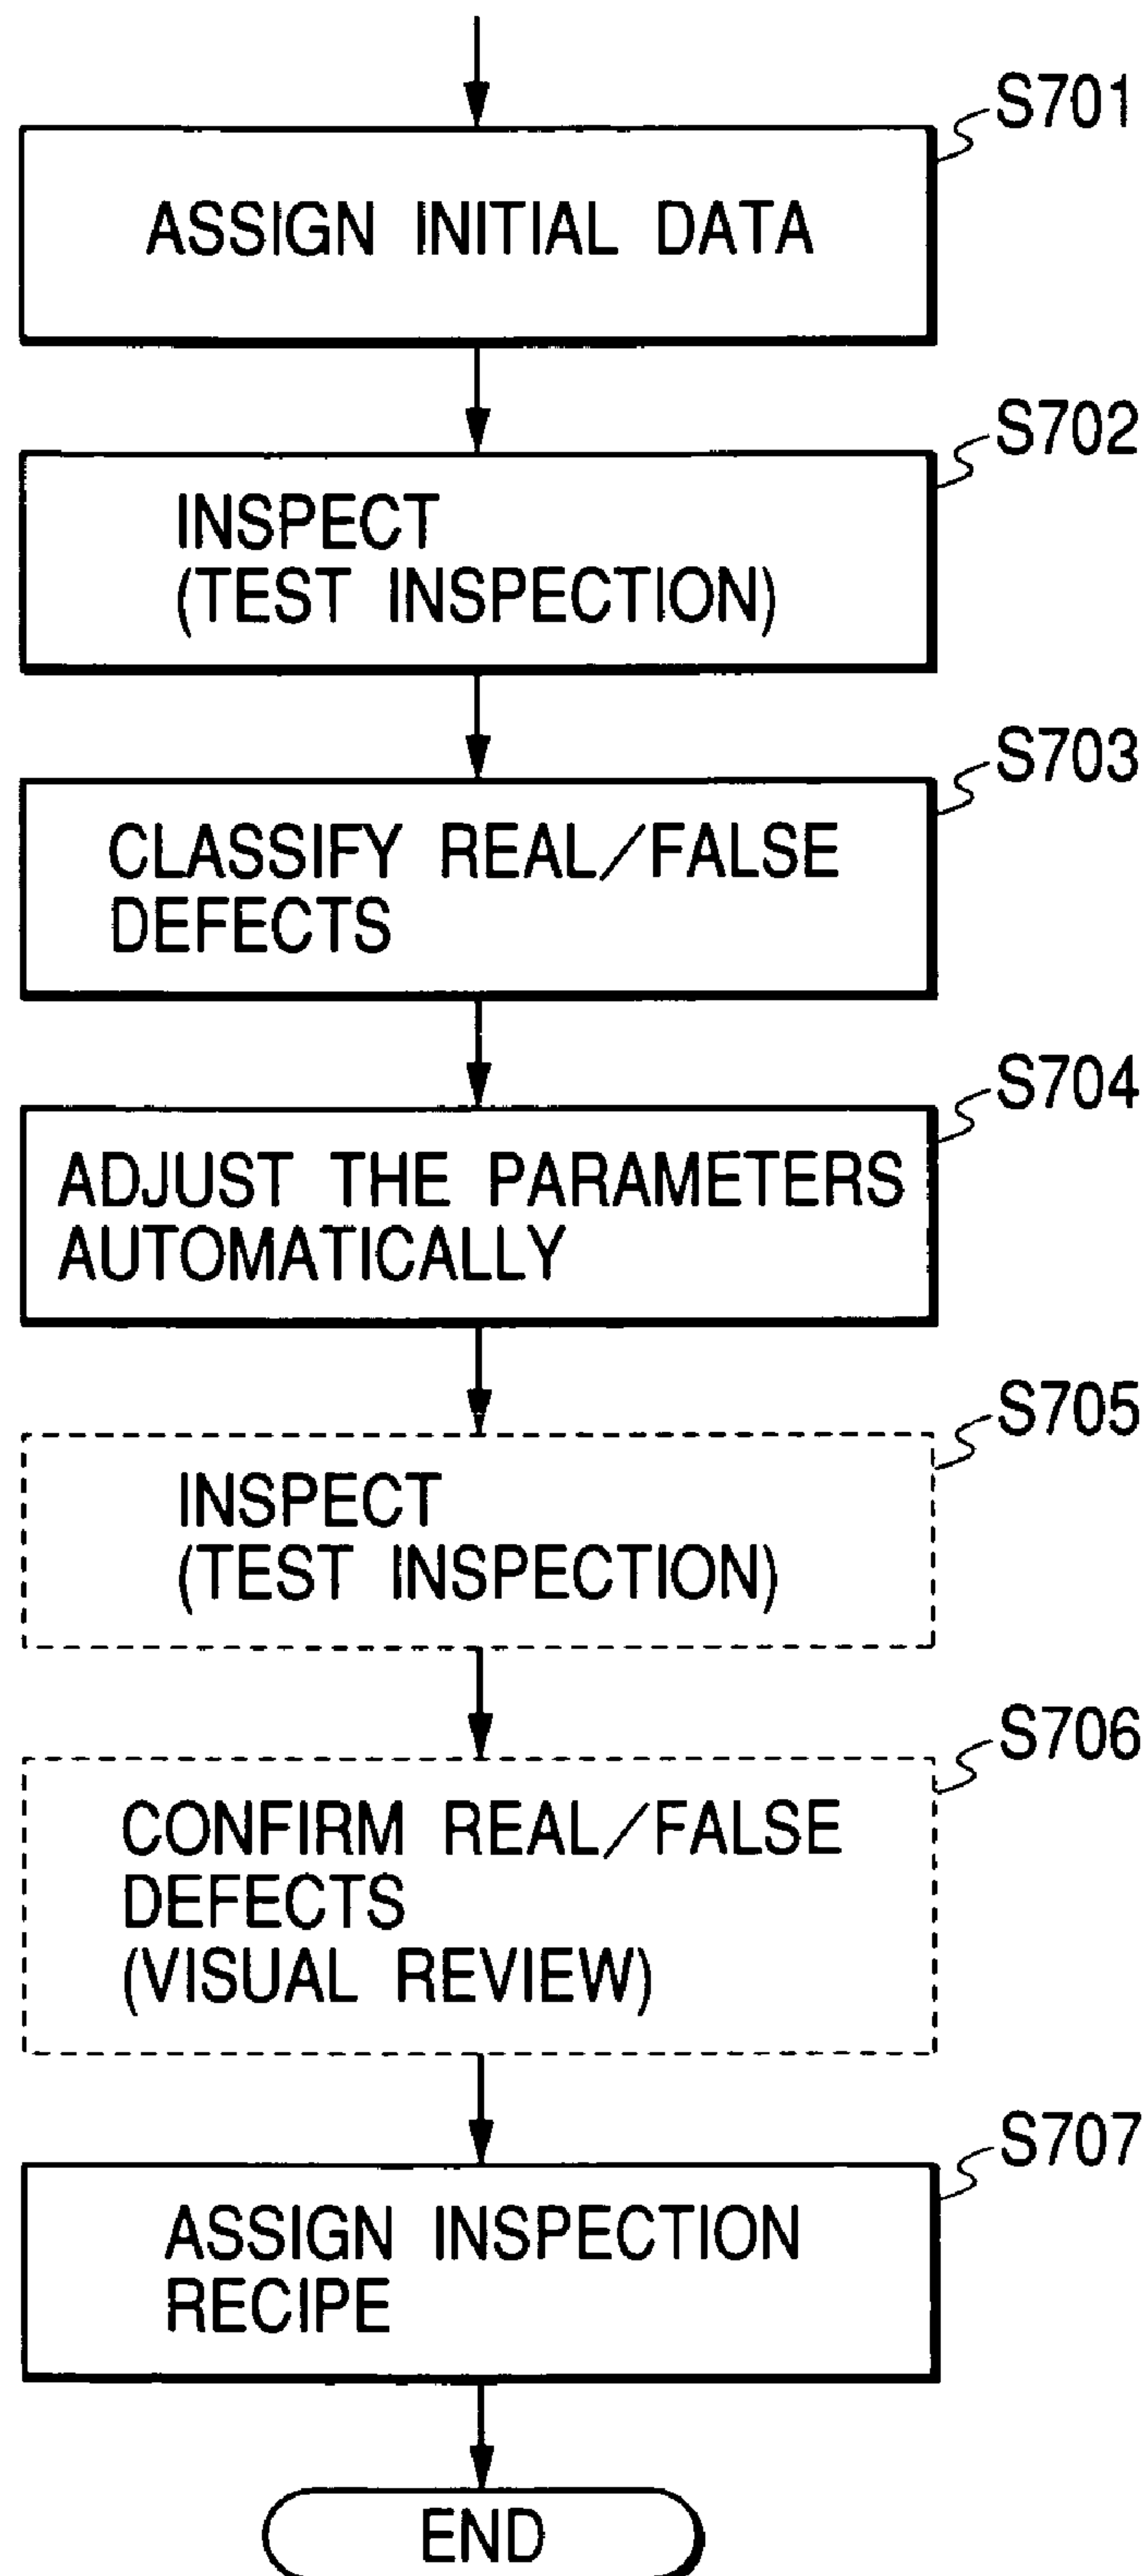 S701
ASSIGN INITIAL DATA
S702
INSPECT
(TEST INSPECTION)
S703
CLASSIFY REAL/FALSE
DEFECTS
S704
ADJUST THE PARAMETERS
AUTOMATICALLY
S705
INSPECT
(TEST INSPECTION)
S706
CONFIRM REAL/FALSE
DEFECTS
(VISUAL REVIEW)
S707
ASSIGN INSPECTION
RECIPE
END